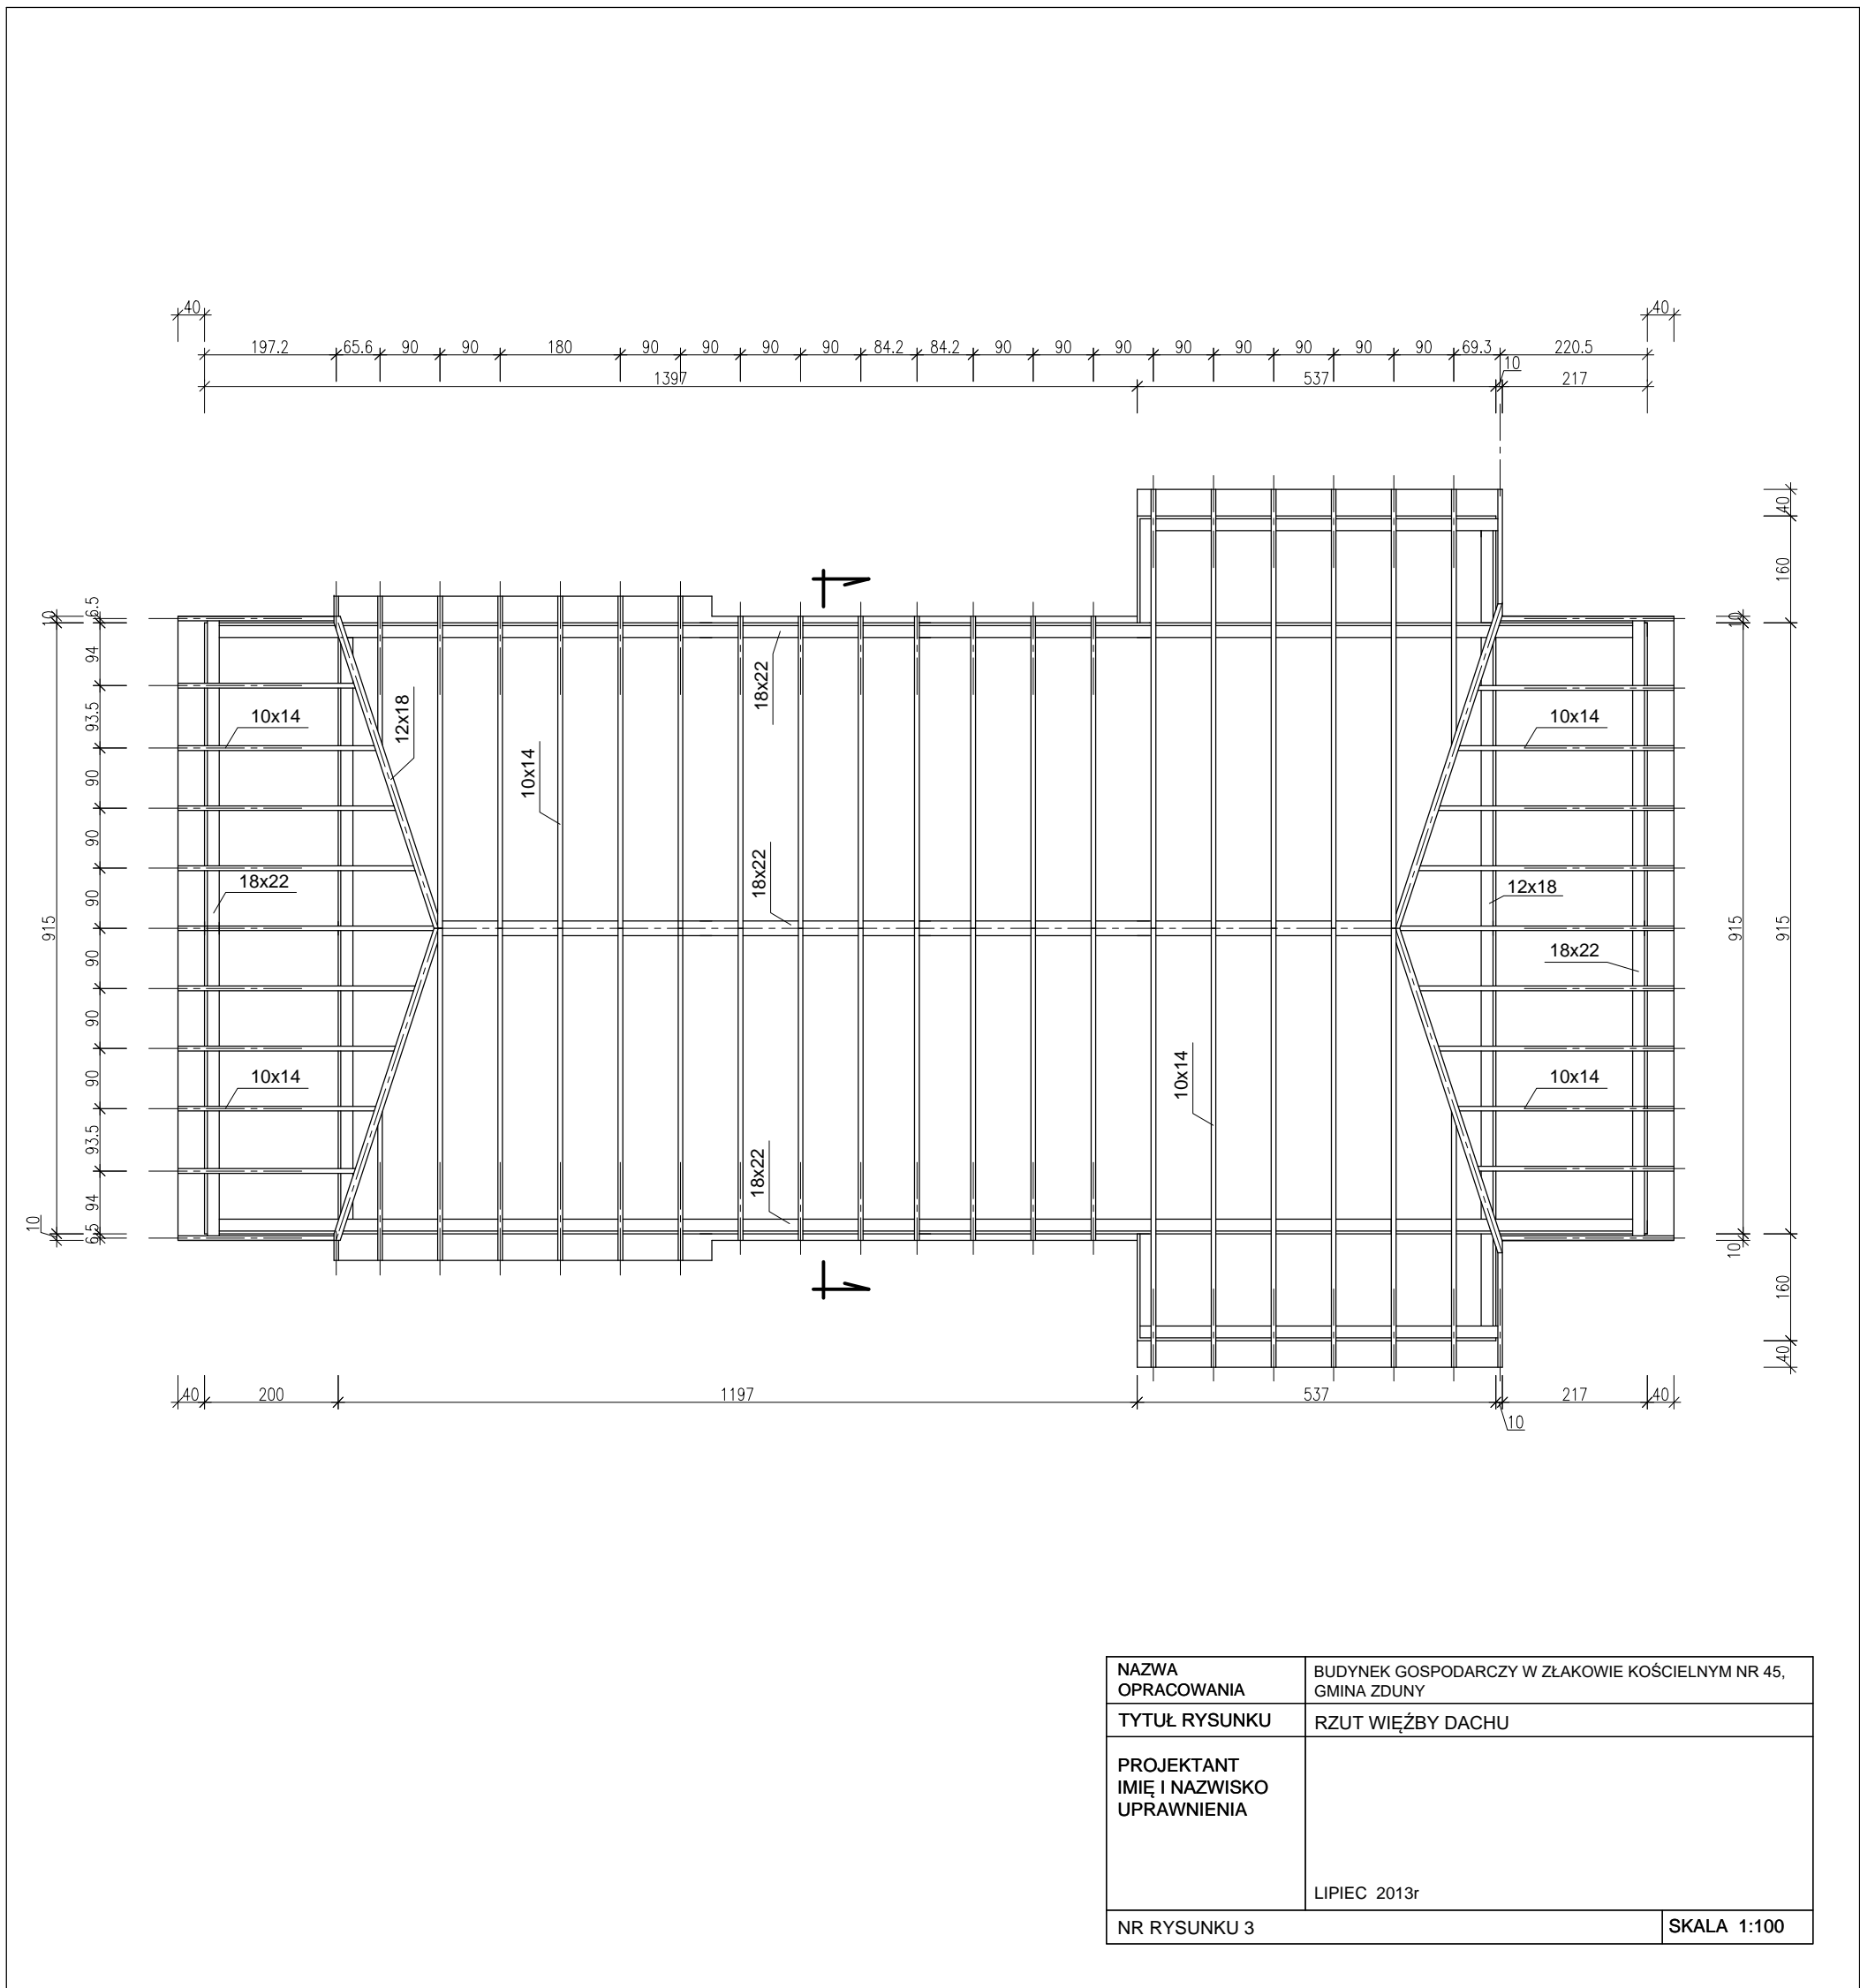 40
40
197.2 65.6 90 90 180 90 90 90 90 84.2 84.2 90 90 90 90 90 90 90 90 69.3 220.5
1397 537 10 217
40
160
10 6.5
10
94
93.5
90
90
90
90
90
90
93.5
94
6.5
10
915
915
915
10
160
40
18x22
12x18
10x14
10x14
10x14
18x22
18x22
12x18
18x22
10x14
10x14
10x14
18x22
1
1
40 200 1197 537 217 40
10
NAZWA
OPRACOWANIA
BUDYNEK GOSPODARCZY W ZŁAKOWIE KOŚCIELNYM NR 45,
GMINA ZDUNY
TYTUŁ RYSUNKU
RZUT WIĘŹBY DACHU
PROJEKTANT
IMIĘ I NAZWISKO
UPRAWNIENIA
LIPIEC 2013r
NR RYSUNKU 3
SKALA 1:100